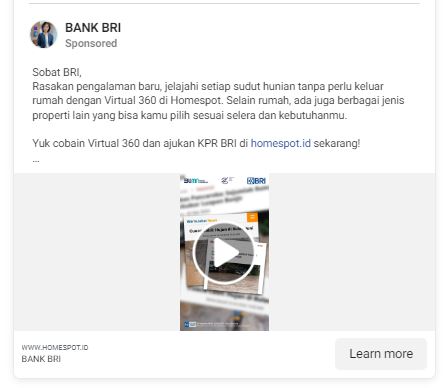 BANK BRI
Sponsored
Sobat BRI,
Rasakan pengalaman baru, jelajahi setiap sudut hunian tanpa perlu keluar
rumah dengan Virtual 360 di Homespot. Selain rumah, ada juga berbagai jenis
properti lain yang bisa kamu pilih sesuai selera dan kebutuhanmu.
Yuk cobain Virtual 360 dan ajukan KPR BRI di homespot.id sekarang!
...
BRI
WWW.HOMESPOT.ID
BANK BRI
Learn more